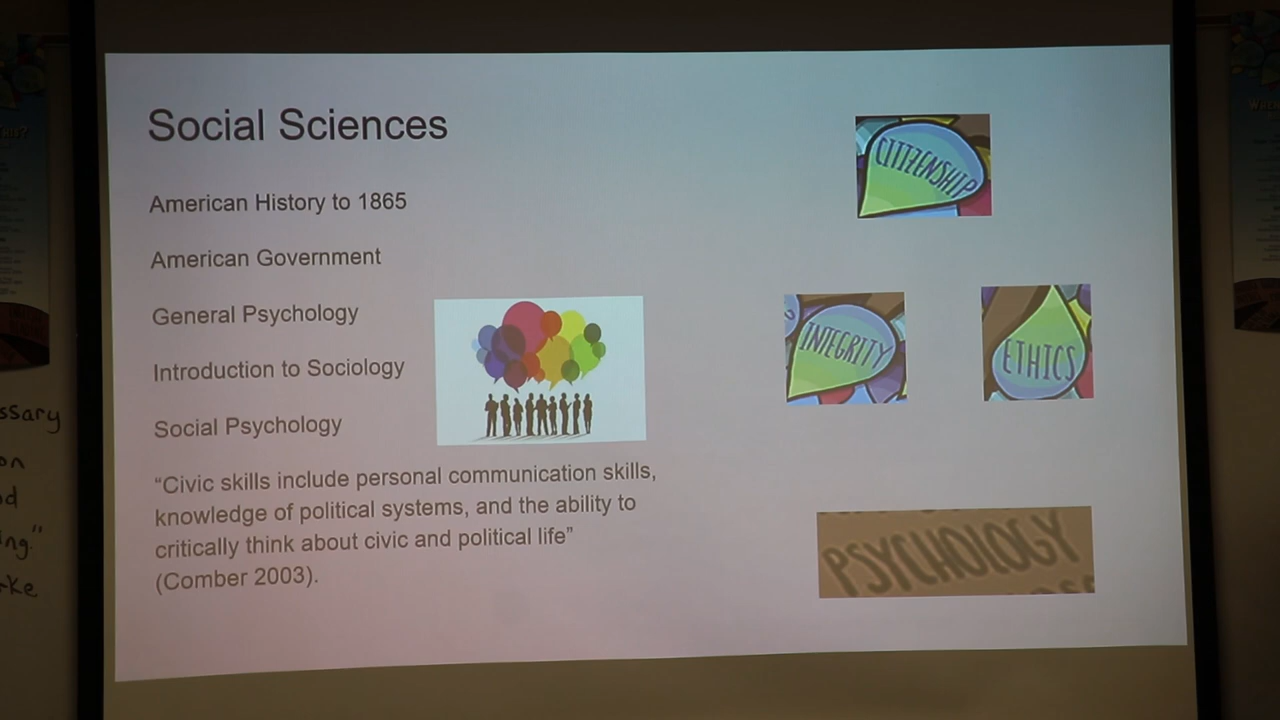 Social Sciences
American History to 1865
American Government
General Psychology
Introduction to Sociology
Social Psychology
“Civic skills include personal communication skills,
knowledge of political systems, and the ability to
critically think about civic and political life”
(Comber 2003).
CITIZENSHIP
INTEGRITY
ETHICS
PSYCHOLOGY
ssary
on
ng."
rke